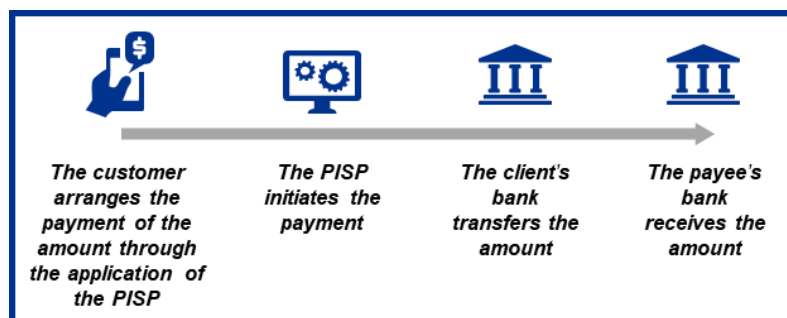 $
The customer
arranges the
payment of the
amount through
the application of
the PISP
The PISP
initiates the
payment
The client's
bank
transfers the
amount
The payee's
bank
receives the
amount